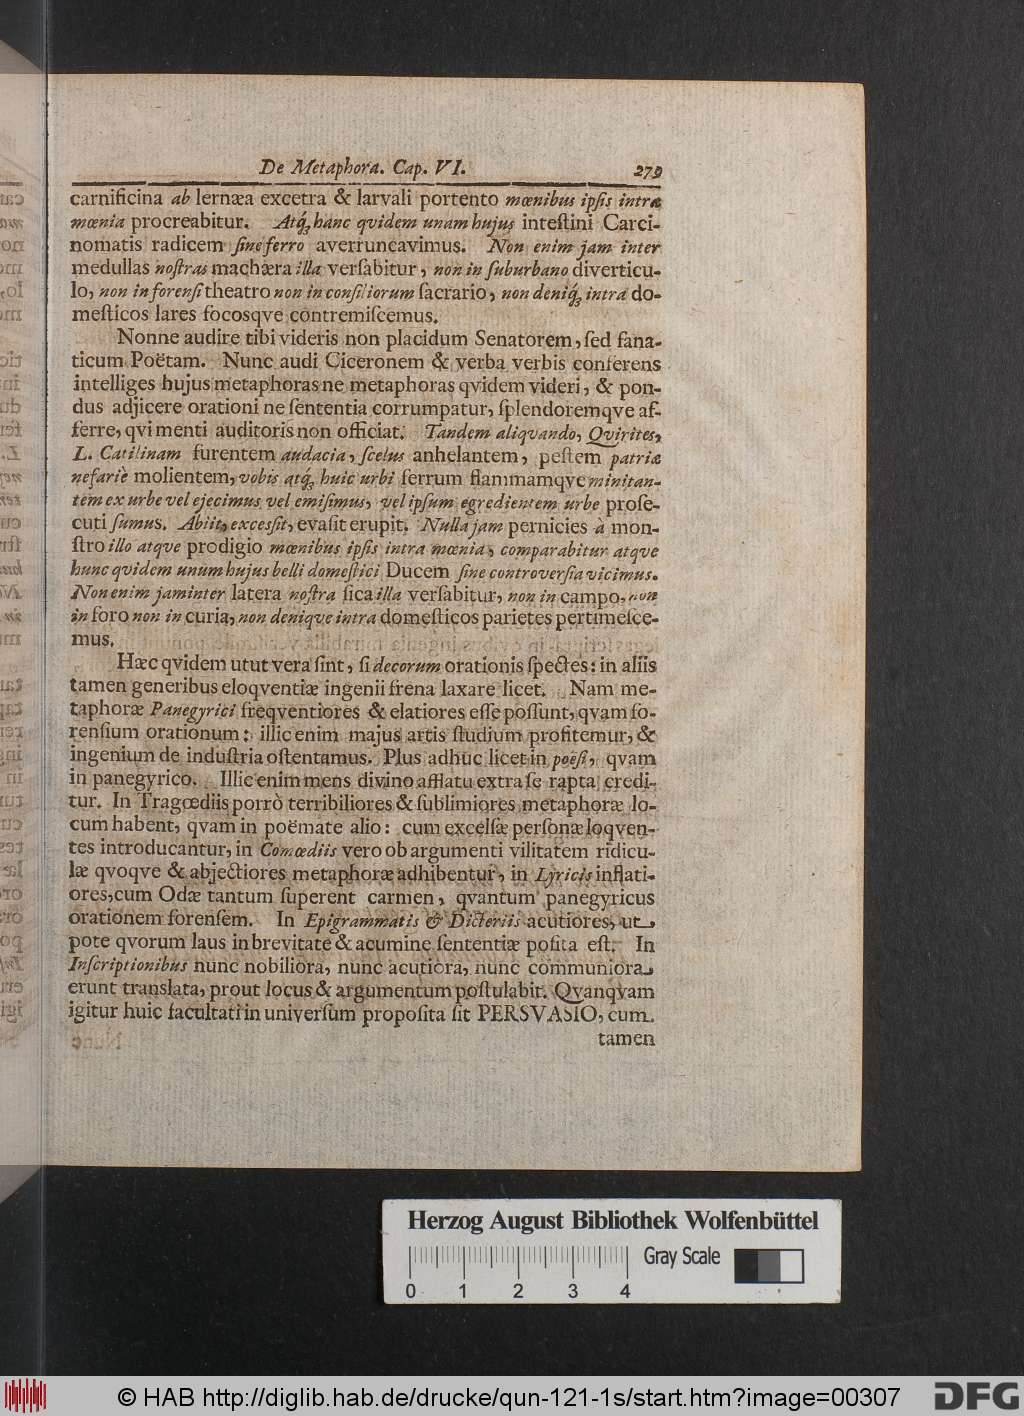 De Metaphora. Cap. VI. 279
carnificina ab lernæa excetra & larvali portento mœnibus ipſis intra
mœnia procreabitur. Atq́; hanc qvidem unam hujus inteſtini Carci-
nomatis radicem ſine ferro averruncavimus. Non enim jam inter
medullas noſtras machæra illa verſabitur, non in ſuburbano diverticu-
lo, non in forenſi theatro non in conſiliorum ſacrario, non deniq́; intra do-
meſticos lares focosqve contremiſcemus.
Nonne audire tibi videris non placidum Senatorem, ſed fana-
ticum Poëtam. Nunc audi Ciceronem & verba verbis conferens
intelliges hujus metaphoras ne metaphoras qvidem videri, & pon-
dus adjicere orationi ne ſententia corrumpatur, ſplendoremqve af-
ferre, qvi menti auditoris non officiat. Tandem aliqvando, Qvirites,
L. Catilinam furentem audacia, ſcelus anhelantem, peſtem patriæ
nefariè molientem, vobis atq́; huic urbi ferrum flammamqve minitan-
tem ex urbe vel ejecimus vel emiſimus, vel ipſum egredientem urbe proſe-
cuti ſumus. Abiit, exceſſit, evaſit erupit. Nulla jam pernicies à mon-
ſtro illo atqve prodigio mœnibus ipſis intra mœnia, comparabitur atqve
hunc qvidem unum hujus belli domeſtici Ducem ſine controverſia vicimus.
Non enim jam inter latera noſtra ſica illa verſabitur, non in campo, non
in foro non in curia, non denique intra domeſticos parietes pertimeſce-
mus.
Hæc qvidem utut vera ſint, ſi decorum orationis ſpectes: in aliis
tamen generibus eloqventiæ ingenii frena laxare licet. Nam me-
taphoræ Panegyrici freqventiores & elatiores eſſe poſſunt, qvam fo-
renſium orationum: illic enim majus artis ſtudium profitemur, &
ingenium de induſtria oſtentamus. Plus adhuc licet in poëſi, qvam
in panegyrico. Illic enim mens divino afflatu extra ſe rapta credi-
tur. In Tragœdiis porrò terribiliores & ſublimiores metaphoræ lo-
cum habent, qvam in poëmate alio: cum excelſæ perſonæ loqven-
tes introducantur, in Comœdiis vero ob argumenti vilitatem ridicu-
læ qvoqve & abjectiores metaphoræ adhibentur, in Lyricis inflati-
ores, cum Odæ tantum ſuperent carmen, qvantum panegyricus
orationem forenſem. In Epigrammatis & Dicteriis acutiores, ut
pote qvorum laus in brevitate & acumine ſententiæ poſita eſt. In
Inſcriptionibus nunc nobiliora, nunc acutiora, nunc communiora
erunt translata, prout locus & argumentum poſtulabit. Qvanqvam
igitur huic facultati in univerſum propoſita ſit PERSVASIO, cum
tamen
Herzog August Bibliothek Wolfenbüttel
Gray Scale
0 1 2 3 4
© HAB http://diglib.hab.de/drucke/qun-121-1s/start.htm?image=00307
DFG